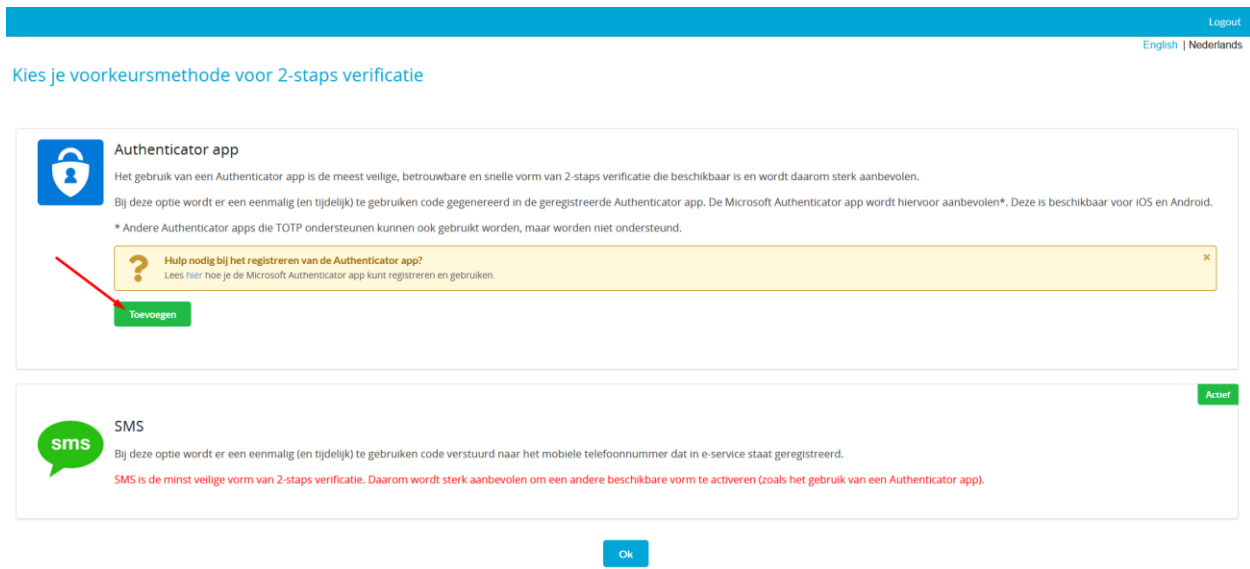 Logout
English | Nederlands
Kies je voorkeursmethode voor 2-staps verificatie
Authenticator app
Het gebruik van een Authenticator app is de meest veilige, betrouwbare en snelle vorm van 2-staps verificatie die beschikbaar is en wordt daarom sterk aanbevolen.
Bij deze optie wordt er een eenmalig (en tijdelijk) te gebruiken code gegenereerd in de geregistreerde Authenticator app. De Microsoft Authenticator app wordt hiervoor aanbevolen*. Deze is beschikbaar voor iOS en Android.
* Andere Authenticator apps die TOTP ondersteunen kunnen ook gebruikt worden, maar worden niet ondersteund.
Hulp nodig bij het registreren van de Authenticator app?
Lees hier hoe je de Microsoft Authenticator app kunt registreren en gebruiken.
Toevoegen
Actief
SMS
sms
Bij deze optie wordt er een eenmalig (en tijdelijk) te gebruiken code verstuurd naar het mobiele telefoonnummer dat in e-service staat geregistreerd.
SMS is de minst veilige vorm van 2-staps verificatie. Daarom wordt sterk aanbevolen om een andere beschikbare vorm te activeren (zoals het gebruik van een Authenticator app).
Ok